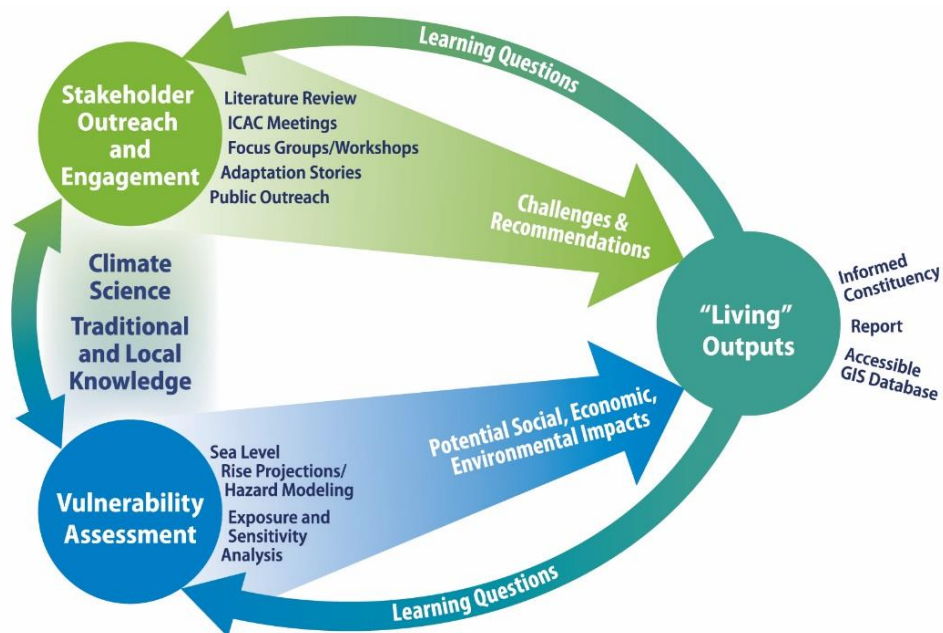 Learning Questions
Stakeholder
Outreach
and
Engagement
Literature Review
ICAC Meetings
Focus Groups/Workshops
Adaptation Stories
Public Outreach
Challenges &
Recommendations
Climate
Science
Traditional
and Local
Knowledge
"Living"
Outputs
Informed
Constituency
Report
Accessible
GIS Database
Vulnerability
Assessment
Sea Level
Rise Projections/
Hazard Modeling
Exposure and
Sensitivity
Analysis
Potential Social, Economic,
Environmental Impacts
Learning Questions